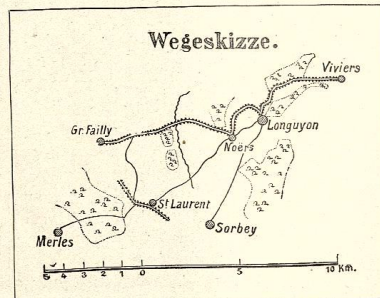 Wegeskizze.
Viviers
Gr. Failly
Longuyon
Noërs
St Laurent
Merles
Sorbey
5 4 3 2 1 0 5 10 Km.